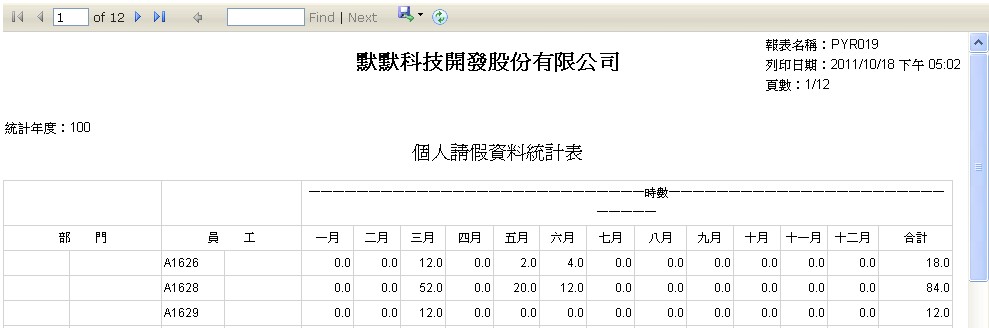 1 of 12 Find | Next
默默科技開發股份有限公司
報表名稱：PYR019
列印日期：2011/10/18 下午 05:02
頁數：1/12
統計年度：100
個人請假資料統計表
時數
部 門 員 工 一月 二月 三月 四月 五月 六月 七月 八月 九月 十月 十一月 十二月 合計
A1626 0.0 0.0 12.0 0.0 2.0 4.0 0.0 0.0 0.0 0.0 0.0 0.0 18.0
A1628 0.0 0.0 52.0 0.0 20.0 12.0 0.0 0.0 0.0 0.0 0.0 0.0 84.0
A1629 0.0 0.0 12.0 0.0 0.0 0.0 0.0 0.0 0.0 0.0 0.0 0.0 12.0